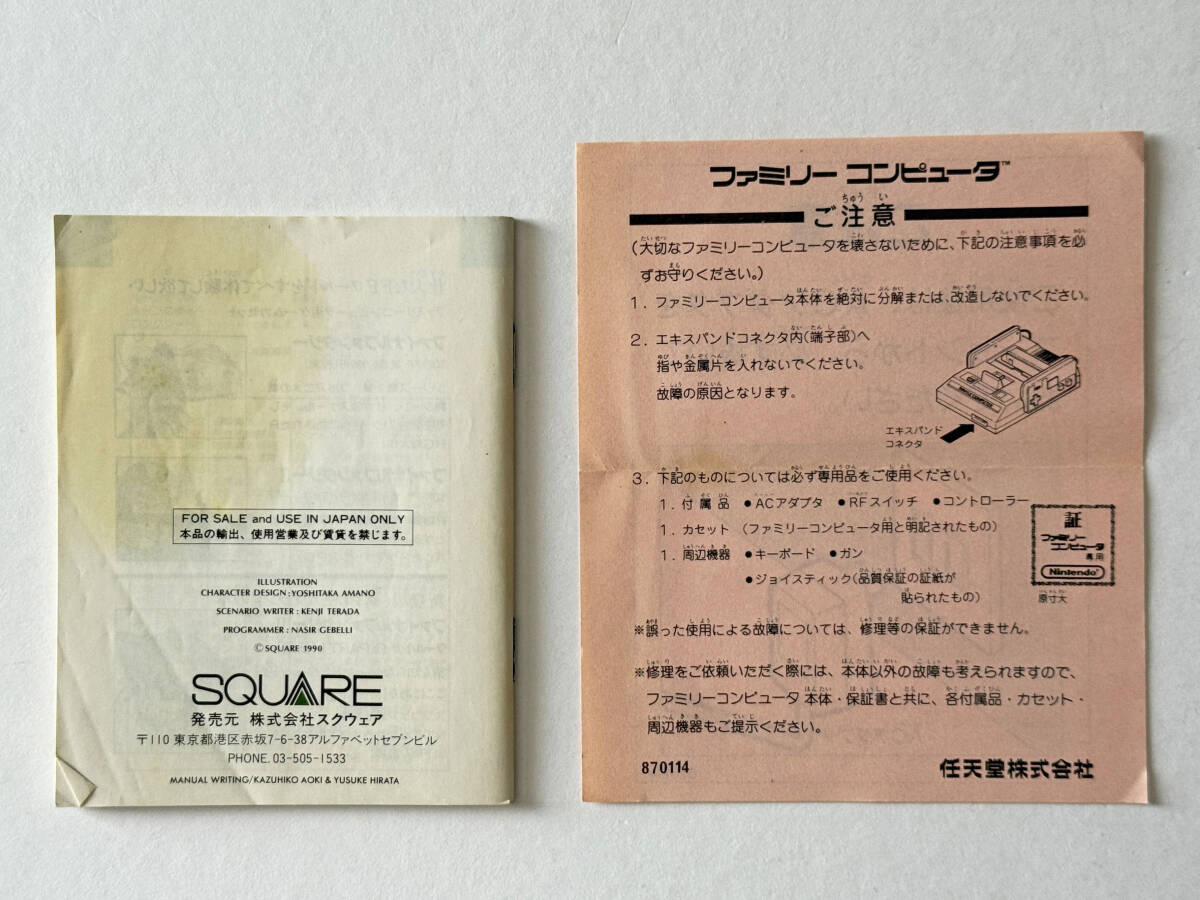 FOR SALE and USE IN JAPAN ONLY
本品の輸出、使用営業及び賃貸を禁じます。
ILLUSTRATION
CHARACTER DESIGN : YOSHITAKA AMANO
SCENARIO WRITER : KENJI TERADA
PROGRAMMER : NASIR GEBELLI
© SQUARE 1990
SQUARE
発売元 株式会社スクウェア
〒110 東京都港区赤坂7-6-38アルファベットセブンビル
PHONE. 03-505-1533
MANUAL WRITING/KAZUHIKO AOKI & YUSUKE HIRATA
ファミリー コンピュータ™
ご注意
(大切なファミリーコンピュータを壊さないために、下記の注意事項を必
ずお守りください。)
1. ファミリーコンピュータ本体を絶対に分解または、改造しないでください。
2. エキスパンドコネクタ内(端子部)へ
指や金属片を入れないでください。
故障の原因となります。
エキスパンド
コネクタ
3. 下記のものについては必ず専用品をご使用ください。
1. 付属品 ●ACアダプタ ●RFスイッチ ●コントローラー
1. カセット (ファミリーコンピュータ用と明記されたもの)
1. 周辺機器 ●キーボード ●ガン
●ジョイスティック(品質保証の証紙が
貼られたもの)
証
ファミリー
コンピュータ
専用
Nintendo
原寸大
※誤った使用による故障については、修理等の保証ができません。
※修理をご依頼いただく際には、本体以外の故障も考えられますので、
ファミリーコンピュータ 本体・保証書と共に、各付属品・カセット・
周辺機器もご提示ください。
870114
任天堂株式会社